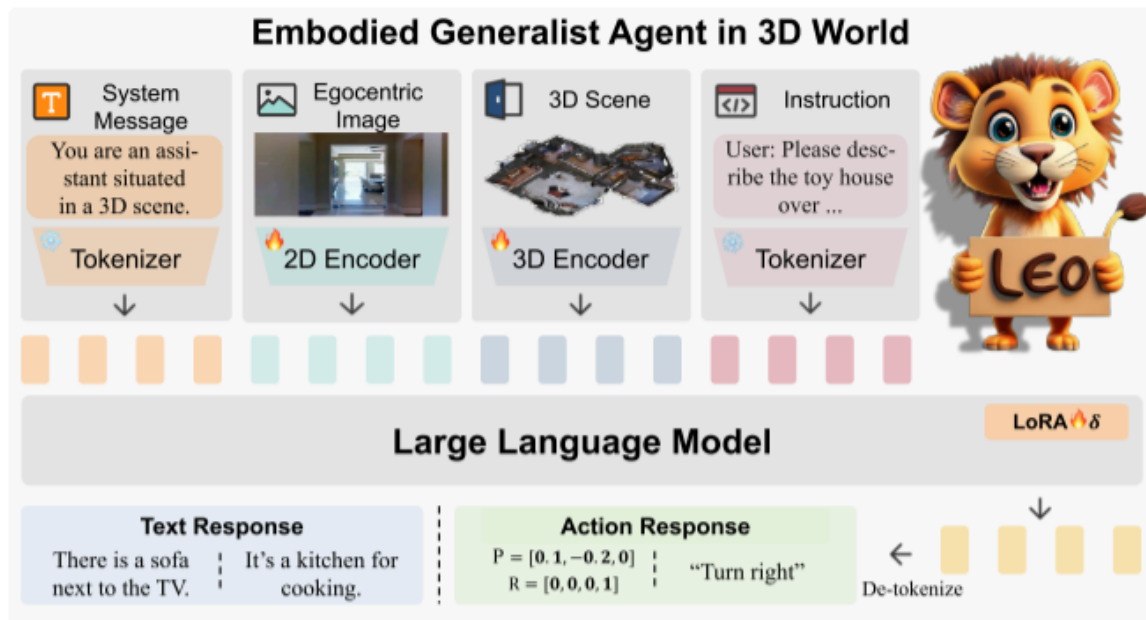 Embodied Generalist Agent in 3D World
T
System
Message
You are an assi-
stant situated
in a 3D scene.
Tokenizer
Egocentric
Image
2D Encoder
3D Scene
3D Encoder
</>
Instruction
User: Please desc-
ribe the toy house
over ...
Tokenizer
LEO
Large Language Model
LoRA🔥δ
Text Response
There is a sofa
next to the TV.
It's a kitchen for
cooking.
Action Response
P = [0.1, −0.2, 0]
R = [0, 0, 0, 1]
“Turn right”
De-tokenize